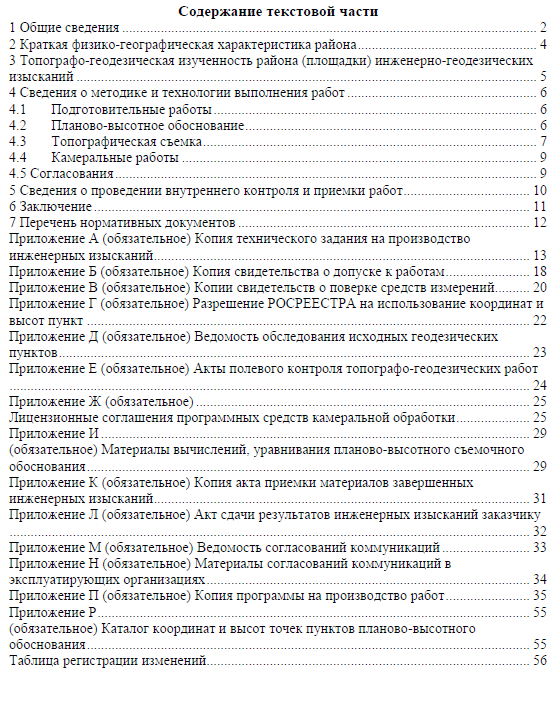 Содержание текстовой части
1 Общие сведения 2
2 Краткая физико-географическая характеристика района 4
3 Топографо-геодезическая изученность района (площадки) инженерно-геодезических
изысканий 5
4 Сведения о методике и технологии выполнения работ 6
4.1 Подготовительные работы 6
4.2 Планово-высотное обоснование 6
4.3 Топографическая съемка 7
4.4 Камеральные работы 9
4.5 Согласования 9
5 Сведения о проведении внутреннего контроля и приемки работ 10
6 Заключение 11
7 Перечень нормативных документов 12
Приложение А (обязательное) Копия технического задания на производство
инженерных изысканий 13
Приложение Б (обязательное) Копия свидетельства о допуске к работам 18
Приложение В (обязательное) Копии свидетельств о поверке средств измерений 20
Приложение Г (обязательное) Разрешение РОСРЕЕСТРА на использование координат и
высот пункт 22
Приложение Д (обязательное) Ведомость обследования исходных геодезических
пунктов 23
Приложение Е (обязательное) Акты полевого контроля топографо-геодезических работ
24
Приложение Ж (обязательное) 25
Лицензионные соглашения программных средств камеральной обработки 25
Приложение И 29
(обязательное) Материалы вычислений, уравнивания планово-высотного съемочного
обоснования 29
Приложение К (обязательное) Копия акта приемки материалов завершенных
инженерных изысканий 31
Приложение Л (обязательное) Акт сдачи результатов инженерных изысканий заказчику
32
Приложение М (обязательное) Ведомость согласований коммуникаций 33
Приложение Н (обязательное) Материалы согласований коммуникаций в
эксплуатирующих организациях 34
Приложение П (обязательное) Копия программы на производство работ 35
Приложение Р 55
(обязательное) Каталог координат и высот точек пунктов планово-высотного
обоснования 55
Таблица регистрации изменений 56